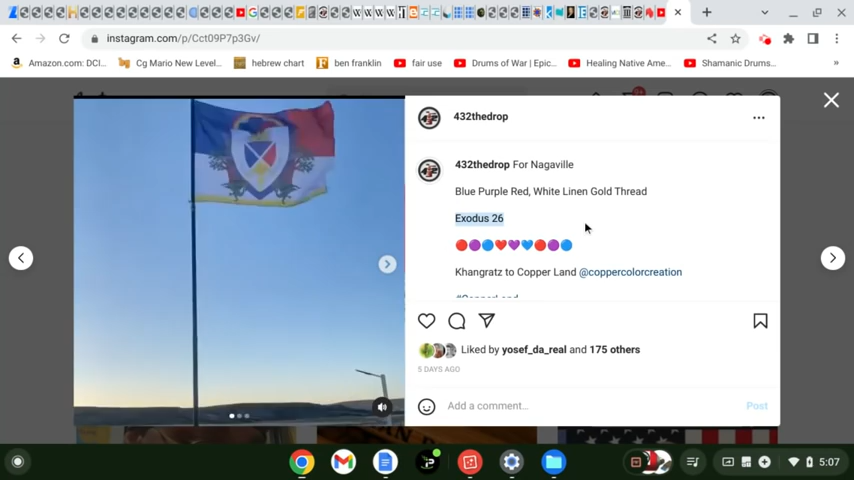 instagram.com/p/Cct09P7p3Gv/
Amazon.com: DCI...
Cg Mario New Level...
hebrew chart
ben franklin
fair use
Drums of War | Epic...
Healing Native Ame...
Shamanic Drums...
432thedrop
432thedrop For Nagaville
Blue Purple Red, White Linen Gold Thread
Exodus 26
Khangratz to Copper Land @coppercolorcreation
#CopperLand
Liked by yosef_da_real and 175 others
5 DAYS AGO
Add a comment...
Post
5:07